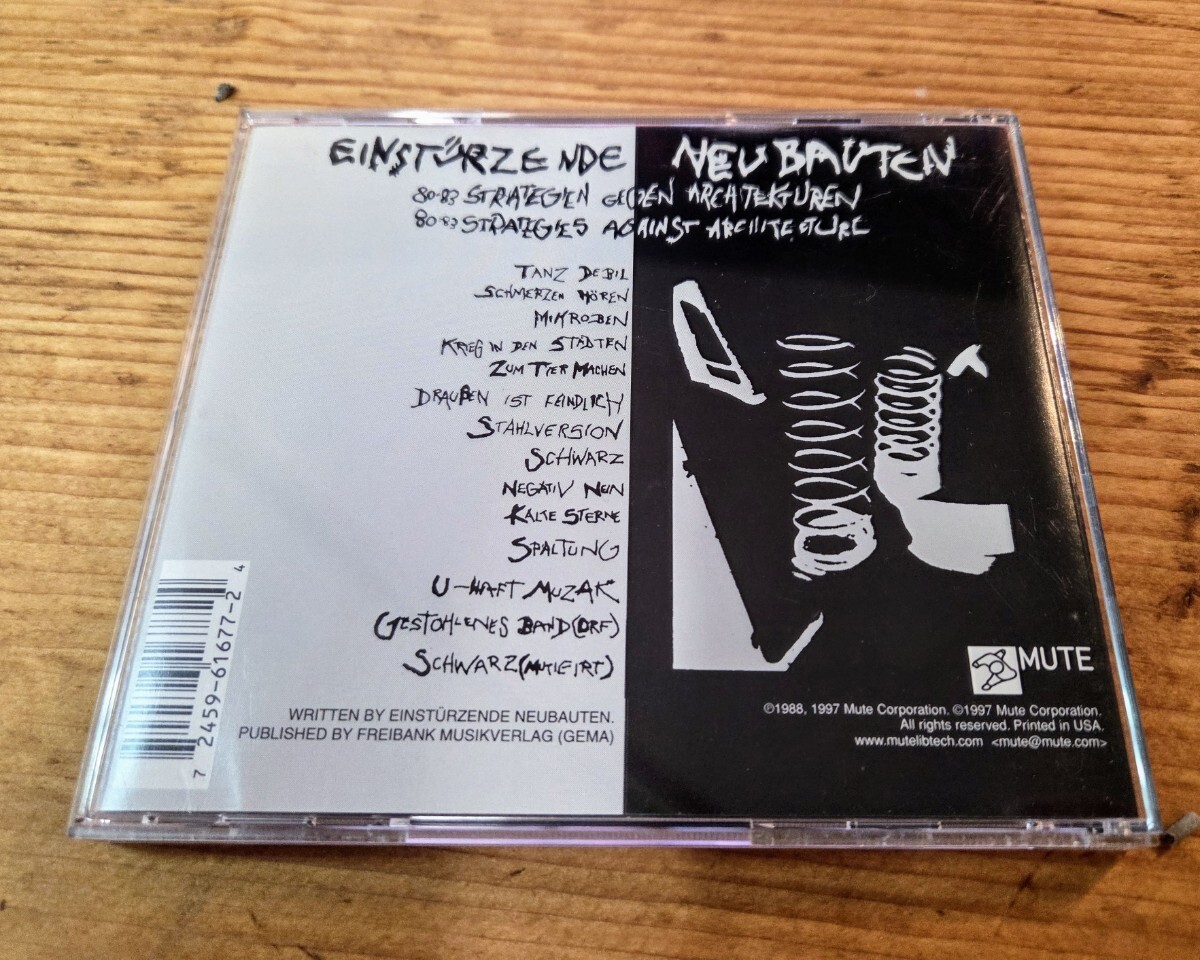 EINSTÜRZENDE NEUBAUTEN
80-83 STRATEGIEN GEGEN ARCHITEKTUREN
80-83 STRATEGIES AGAINST ARCHITECTURE
TANZ DEBIL
SCHMERZEN HÖREN
MIKROBEN
KRIEG IN DEN STÄDTEN
ZUM TIER MACHEN
DRAUßEN IST FEINDLICH
STAHLVERSION
SCHWARZ
NEGATIV NEIN
KALTE STERNE
SPALTUNG
U-HAFT MUZAK
GESTOHLENES BAND(ORF)
SCHWARZ(MUTIERT)
WRITTEN BY EINSTÜRZENDE NEUBAUTEN.
PUBLISHED BY FREIBANK MUSIKVERLAG (GEMA)
7 24459-61677-2 4
MUTE
℗1988, 1997 Mute Corporation. ©1997 Mute Corporation.
All rights reserved. Printed in USA.
www.mutelibtech.com <mute@mute.com>